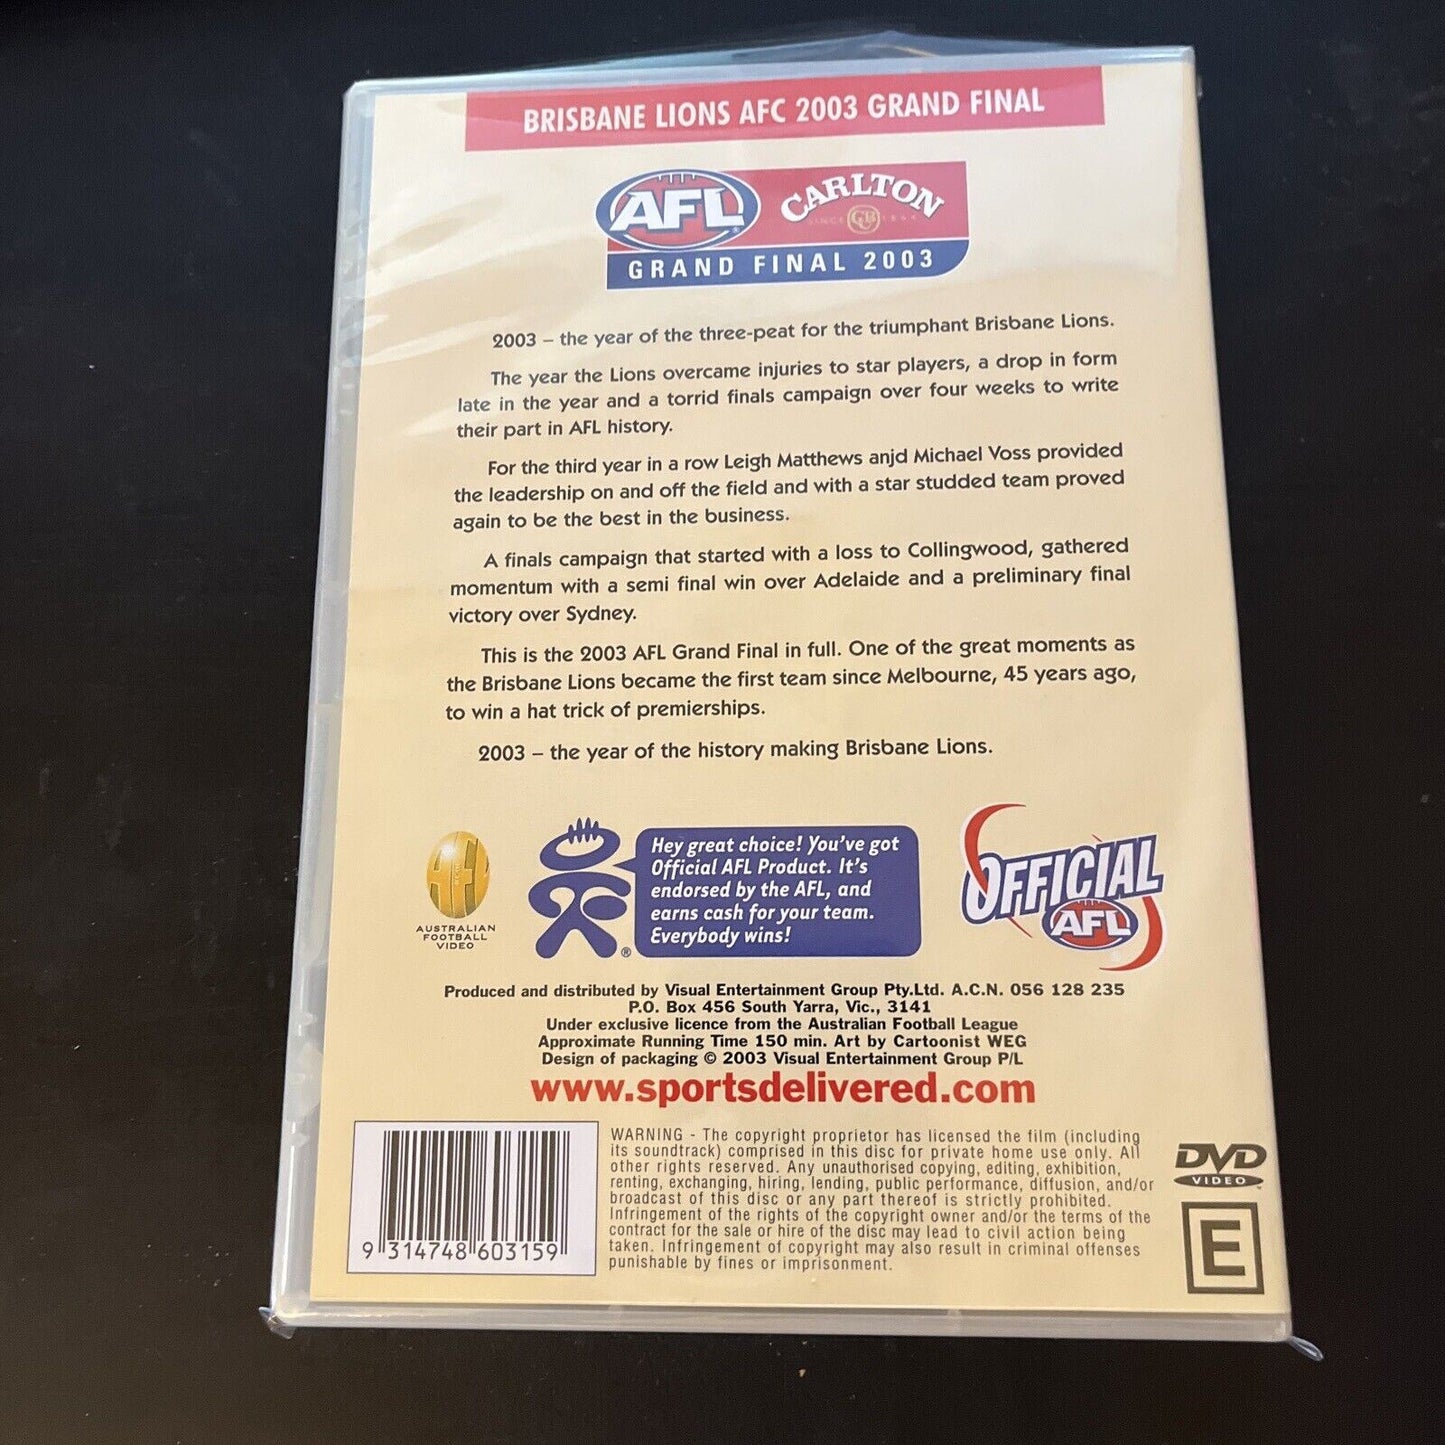 BRISBANE LIONS AFC 2003 GRAND FINAL
AFL
CARLTON
SINCE CUB 1864
GRAND FINAL 2003
2003 – the year of the three-peat for the triumphant Brisbane Lions.
The year the Lions overcame injuries to star players, a drop in form
late in the year and a torrid finals campaign over four weeks to write
their part in AFL history.
For the third year in a row Leigh Matthews anjd Michael Voss provided
the leadership on and off the field and with a star studded team proved
again to be the best in the business.
A finals campaign that started with a loss to Collingwood, gathered
momentum with a semi final win over Adelaide and a preliminary final
victory over Sydney.
This is the 2003 AFL Grand Final in full. One of the great moments as
the Brisbane Lions became the first team since Melbourne, 45 years ago,
to win a hat trick of premierships.
2003 – the year of the history making Brisbane Lions.
AFL
AUSTRALIAN
FOOTBALL
VIDEO
®
Hey great choice! You've got
Official AFL Product. It's
endorsed by the AFL, and
earns cash for your team.
Everybody wins!
OFFICIAL
AFL
Produced and distributed by Visual Entertainment Group Pty.Ltd. A.C.N. 056 128 235
P.O. Box 456 South Yarra, Vic., 3141
Under exclusive licence from the Australian Football League
Approximate Running Time 150 min. Art by Cartoonist WEG
Design of packaging © 2003 Visual Entertainment Group P/L
www.sportsdelivered.com
9 314748 603159
WARNING - The copyright proprietor has licensed the film (including
its soundtrack) comprised in this disc for private home use only. All
other rights reserved. Any unauthorised copying, editing, exhibition,
renting, exchanging, hiring, lending, public performance, diffusion, and/or
broadcast of this disc or any part thereof is strictly prohibited.
Infringement of the rights of the copyright owner and/or the terms of the
contract for the sale or hire of the disc may lead to civil action being
taken. Infringement of copyright may also result in criminal offenses
punishable by fines or imprisonment.
DVD
VIDEO
E